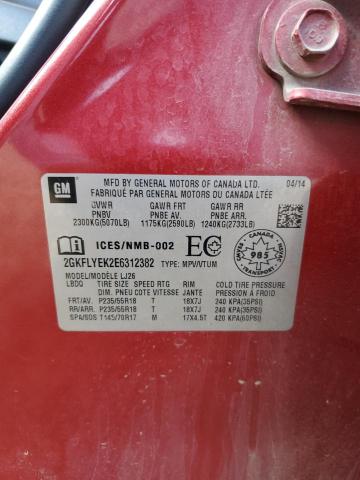 GM
MFD BY GENERAL MOTORS OF CANADA LTD. 04/14
FABRIQUÉ PAR GENERAL MOTORS DU CANADA LTÉE
GVWR GAWR FRT GAWR RR
PNBV PNBE AV. PNBE ARR.
2300KG(5070LB) 1175KG(2590LB) 1240KG(2733LB)
ICES/NMB-002 EC
CANADA
985
TRANSPORT
2GKFLYEK2E6312382 TYPE: MPV/VTUM
MODEL/MODÈLE LJ26
LBDQ TIRE SIZE SPEED RTG RIM COLD TIRE PRESSURE
DIM. PNEU COTE VITESSE JANTE PRESSION À FROID
FRT/AV. P235/55R18 T 18X7J 240 KPA(35PSI)
RR/ARR. P235/55R18 T 18X7J 240 KPA(35PSI)
SPA/SOS T145/70R17 M 17X4.5T 420 KPA(60PSI)